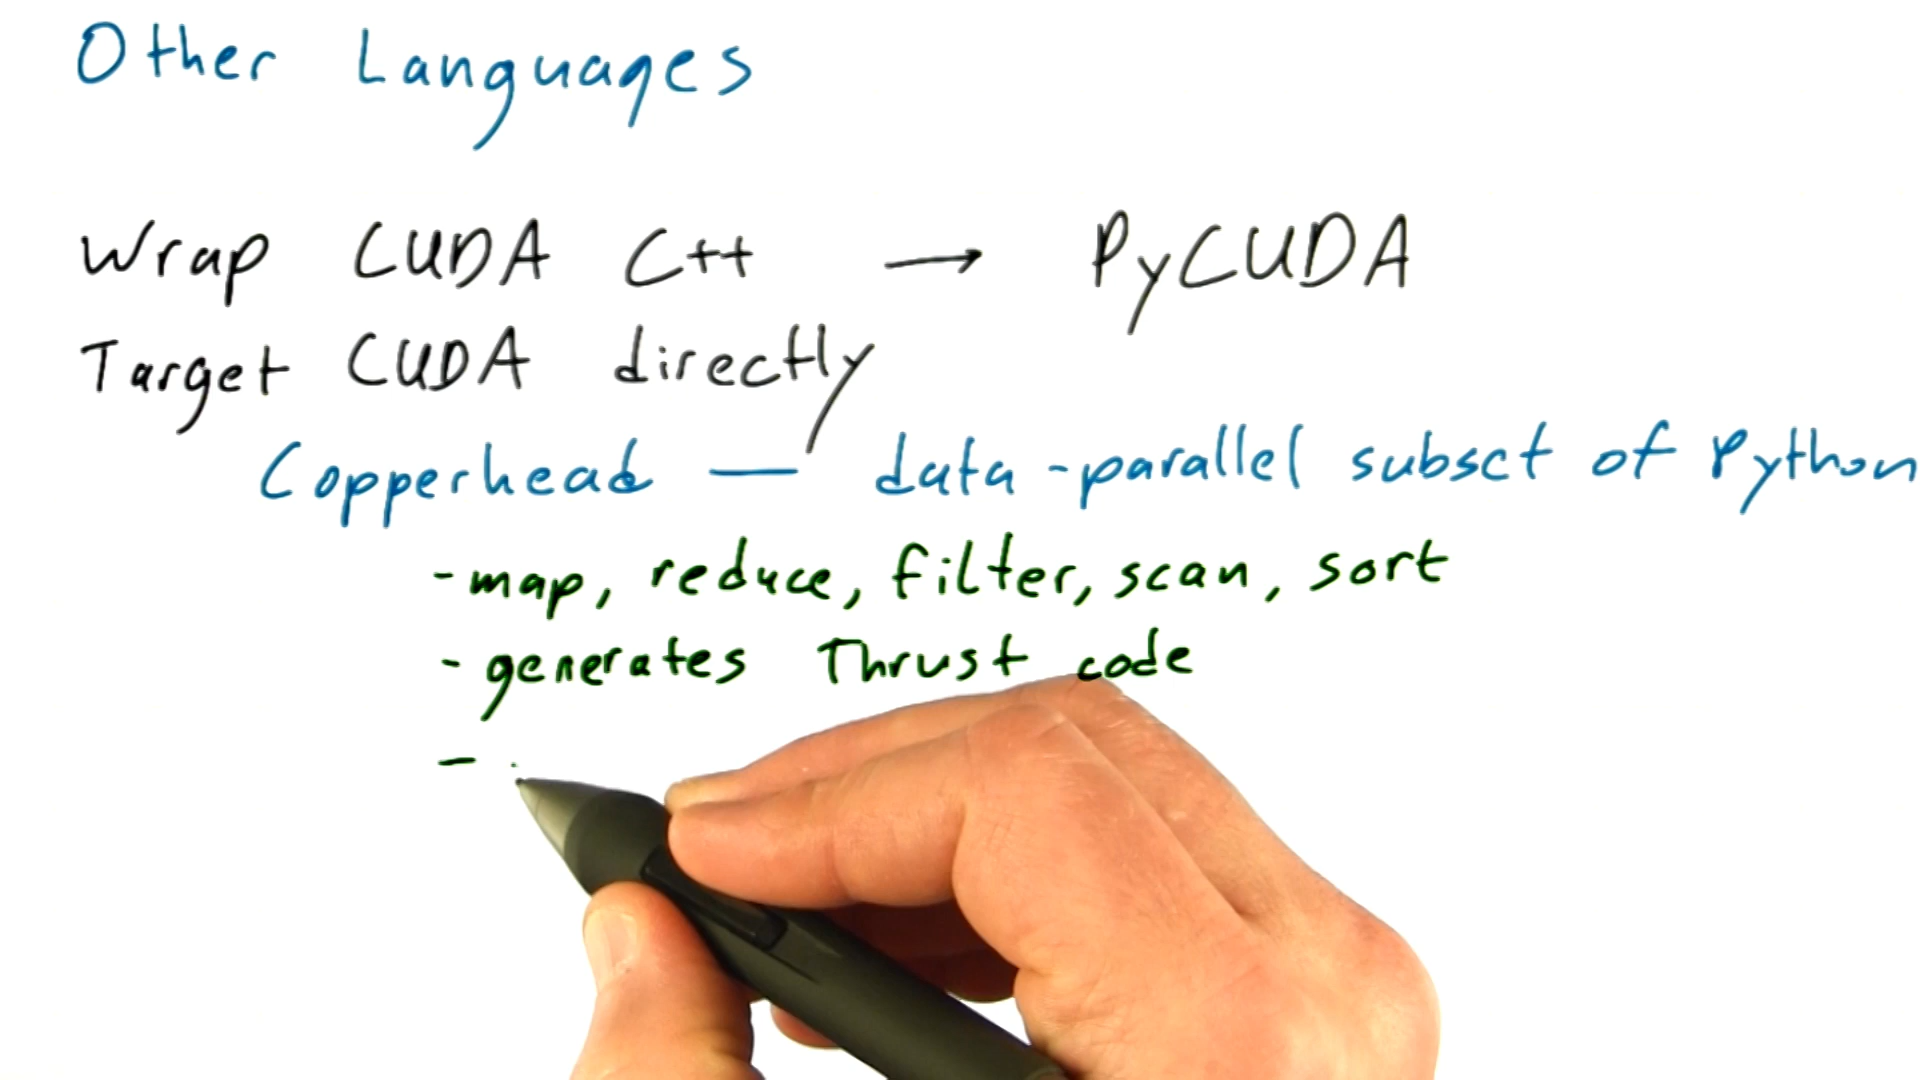 Other Languages
Wrap CUDA C++ → PyCUDA
Target CUDA directly
Copperhead — data-parallel subset of Python
- map, reduce, filter, scan, sort
- generates Thrust code
-